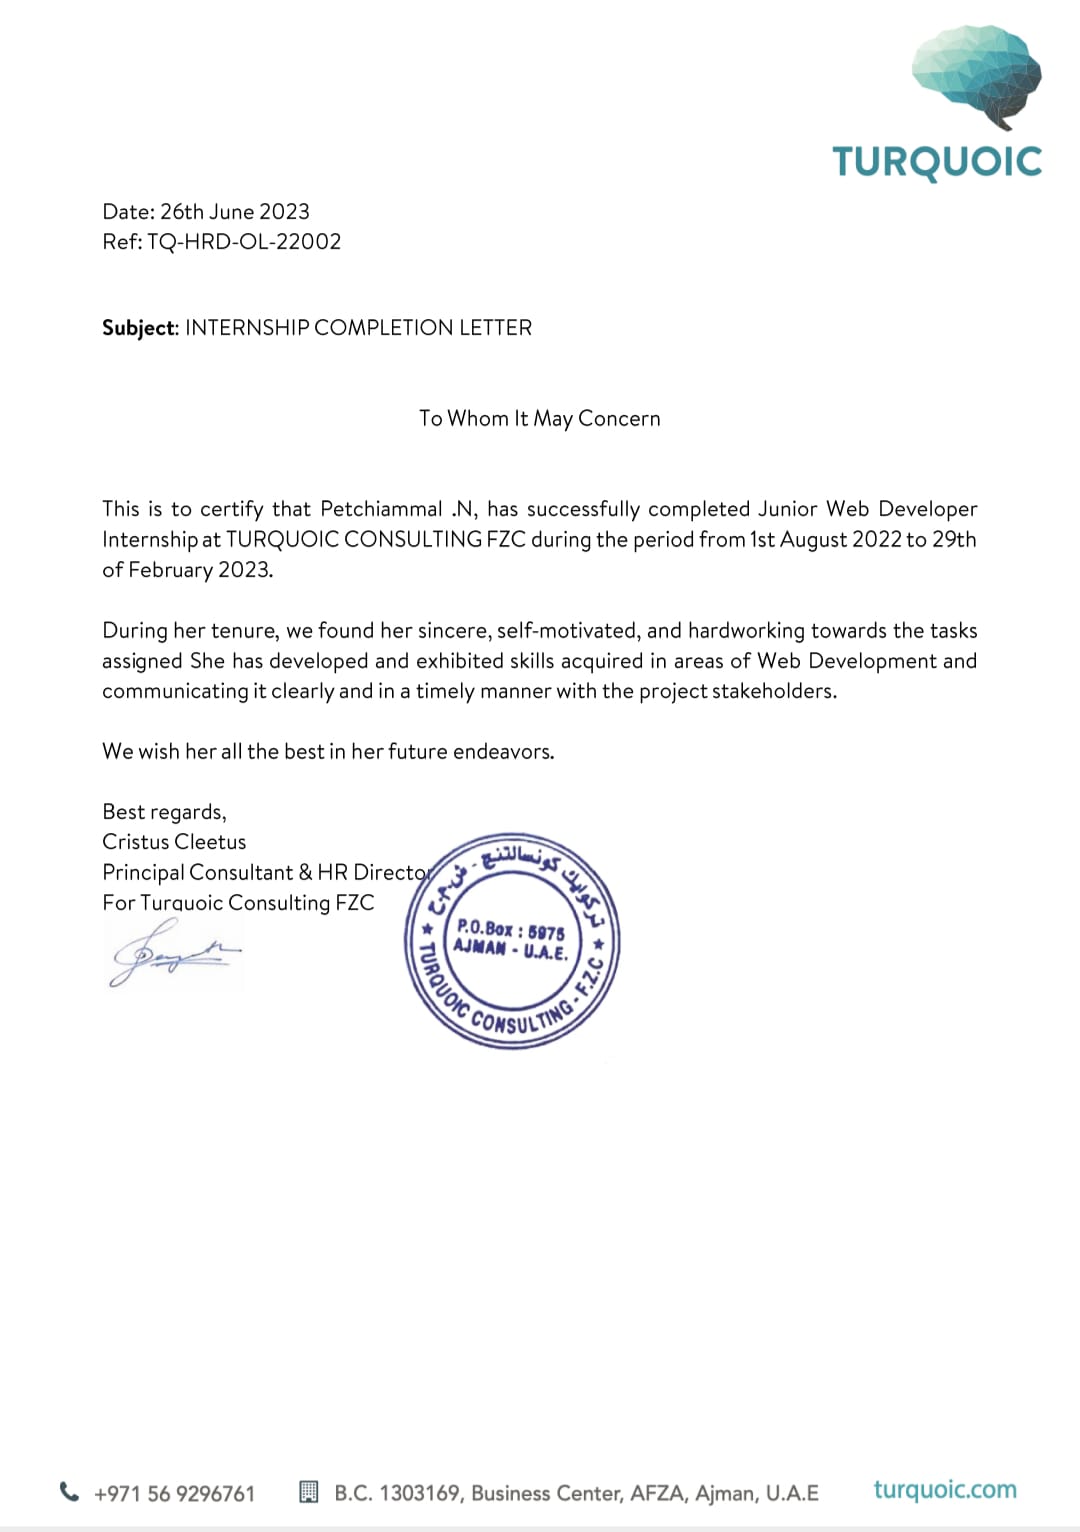 TURQUOIC
Date: 26th June 2023
Ref: TQ-HRD-OL-22002
Subject: INTERNSHIP COMPLETION LETTER
To Whom It May Concern
This is to certify that Petchiammal .N, has successfully completed Junior Web Developer
Internship at TURQUOIC CONSULTING FZC during the period from 1st August 2022 to 29th
of February 2023.
During her tenure, we found her sincere, self-motivated, and hardworking towards the tasks
assigned She has developed and exhibited skills acquired in areas of Web Development and
communicating it clearly and in a timely manner with the project stakeholders.
We wish her all the best in her future endeavors.
Best regards,
Cristus Cleetus
Principal Consultant & HR Director
For Turquoic Consulting FZC
تركوايك كونسالتنج - ش.م.ح
P.O.Box : 5975
AJMAN - U.A.E.
TURQUOIC CONSULTING - F.Z.C
+971 56 9296761
B.C. 1303169, Business Center, AFZA, Ajman, U.A.E
turquoic.com